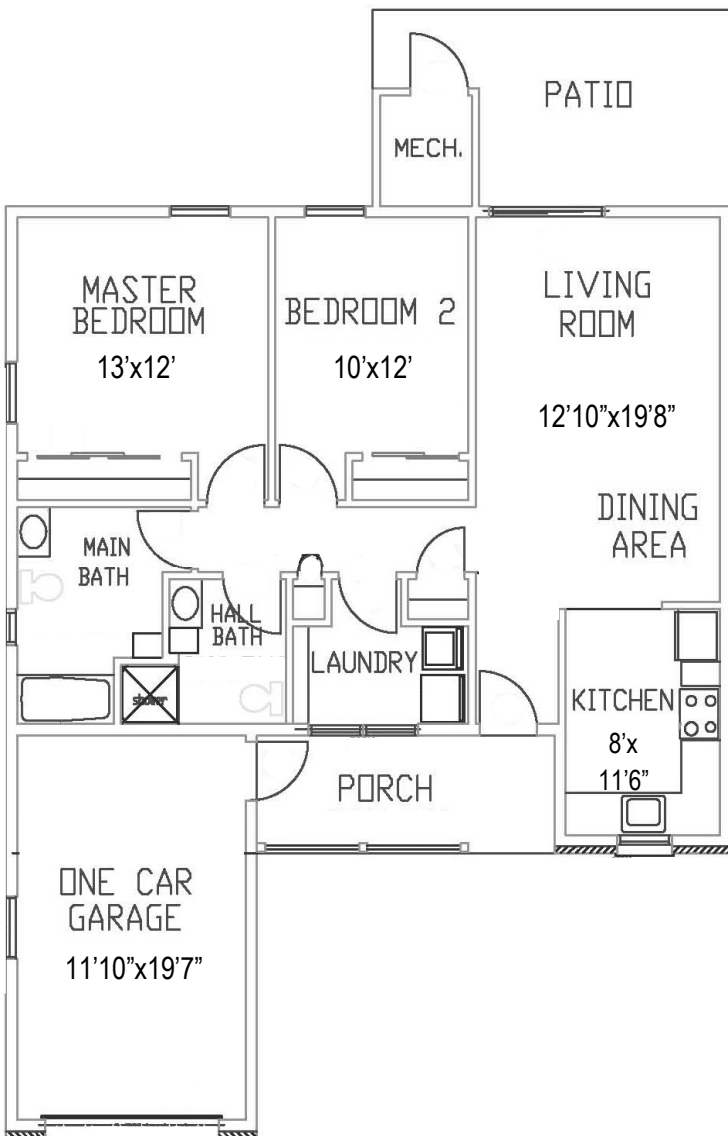 PATIO
MECH.
MASTER
BEDROOM
13'x12'
BEDROOM 2
10'x12'
LIVING
ROOM
12'10”x19'8”
DINING
AREA
MAIN
BATH
HALL
BATH
shower
LAUNDRY
KITCHEN
8'x
11'6”
PORCH
ONE CAR
GARAGE
11'10”x19'7”